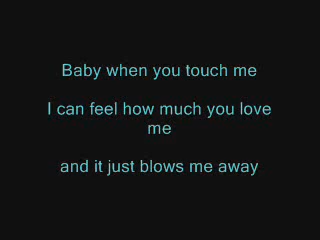 Baby when you touch me
I can feel how much you love
me
and it just blows me away